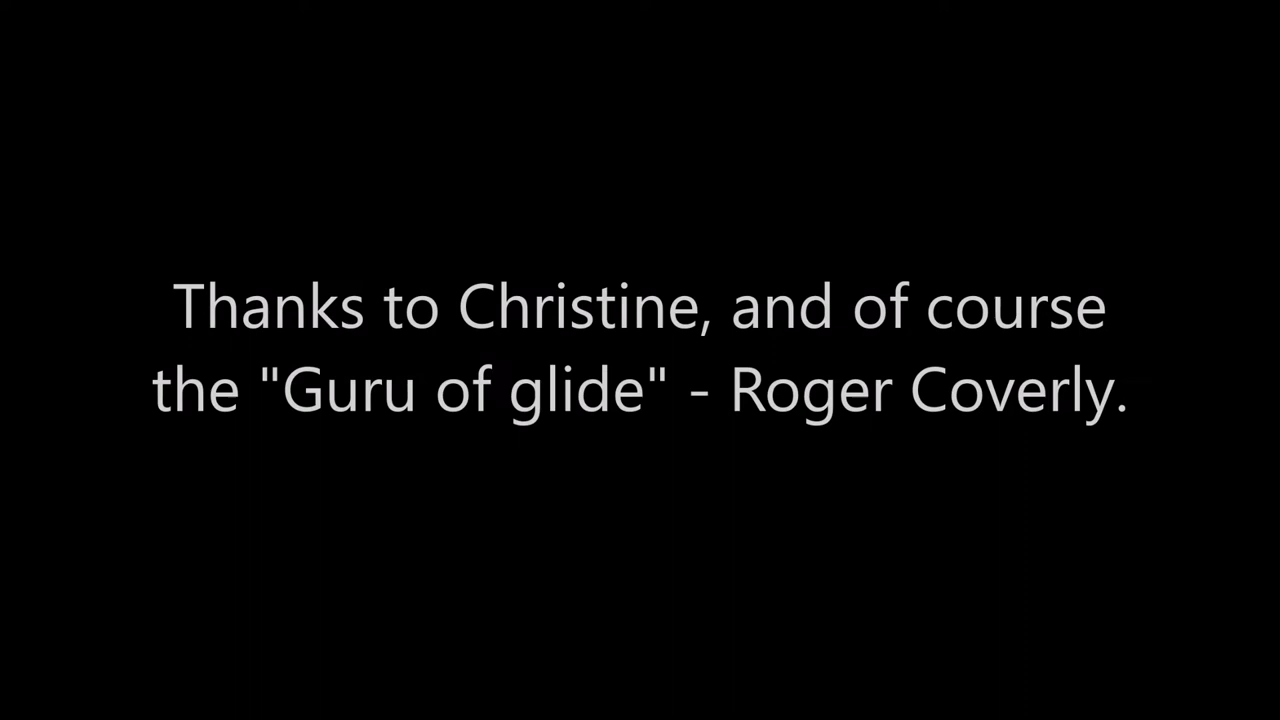 Thanks to Christine, and of course
the "Guru of glide" - Roger Coverly.